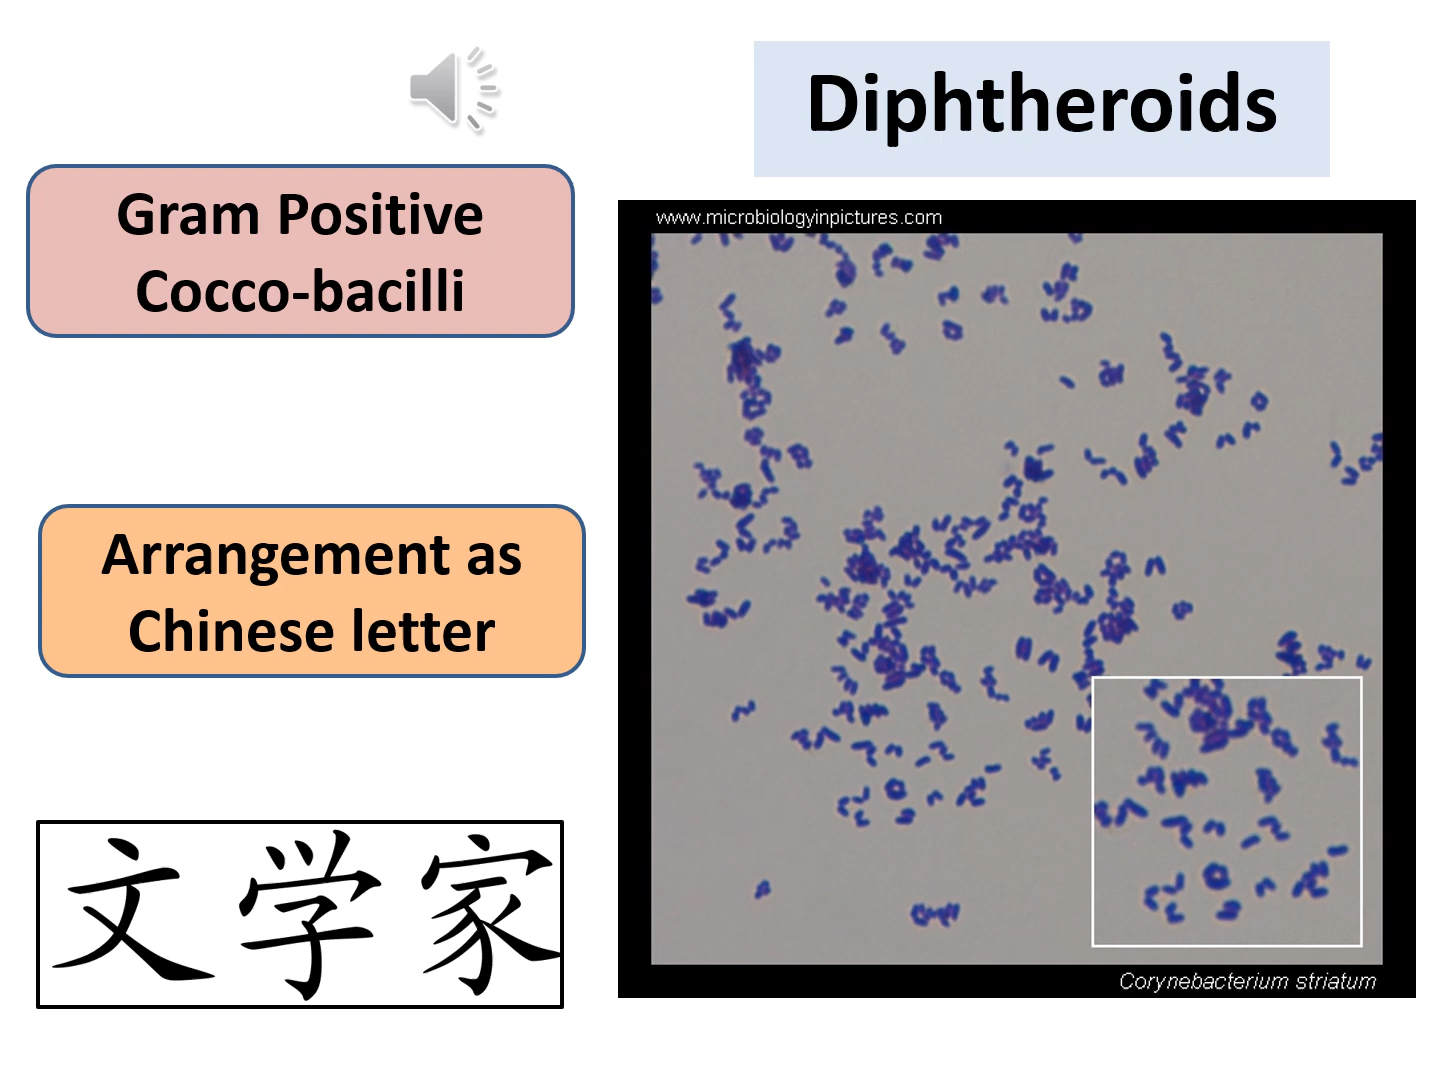 Diphtheroids
Gram Positive
Cocco-bacilli
Arrangement as
Chinese letter
文学家
www.microbiologyinpictures.com
Corynebacterium striatum